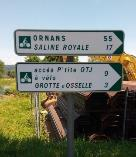 ORNANS 55
SALINE ROYALE 17
accès P'tite GTJ 9
à vélo
GROTTE D'OSSELLE 3